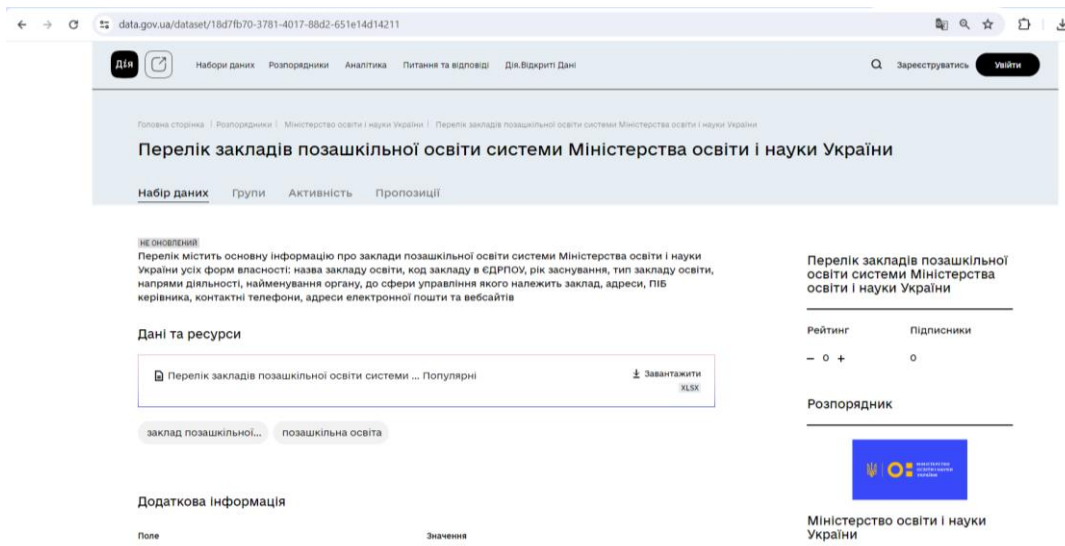 data.gov.ua/dataset/18d7fb70-3781-4017-88d2-651e14d14211
Дія Набори даних Розпорядники Аналітика Питання та відповіді Дія.Відкриті Дані Зареєструватись Увійти
Головна сторінка | Розпорядники | Міністерство освіти і науки України | Перелік закладів позашкільної освіти системи Міністерства освіти і науки України
Перелік закладів позашкільної освіти системи Міністерства освіти і науки України
Набір даних Групи Активність Пропозиції
НЕ ОНОВЛЕНИЙ
Перелік містить основну інформацію про заклади позашкільної освіти системи Міністерства освіти і науки
України усіх форм власності: назва закладу освіти, код закладу в ЄДРПОУ, рік заснування, тип закладу освіти,
напрями діяльності, найменування органу, до сфери управління якого належить заклад, адреси, ПІБ
керівника, контактні телефони, адреси електронної пошти та вебсайтів
Дані та ресурси
Перелік закладів позашкільної освіти системи ... Популярні
Завантажити
XLSX
заклад позашкільної... позашкільна освіта
Додаткова інформація
Поле Значення
Перелік закладів позашкільної
освіти системи Міністерства
освіти і науки України
Рейтинг Підписники
– 0 + 0
Розпорядник
МІНІСТЕРСТВО
ОСВІТИ І НАУКИ
УКРАЇНИ
Міністерство освіти і науки
України